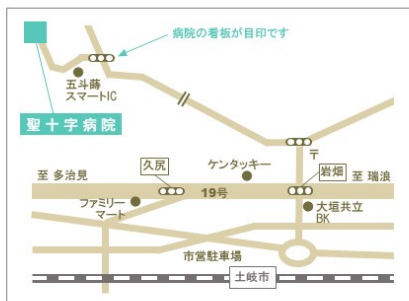 病院の看板が目印です
五斗蒔
スマートIC
聖十字病院
〒
久尻
ケンタッキー
岩畑
至 多治見
至 瑞浪
19号
ファミリー
マート
大垣共立
BK
市営駐車場
土岐市